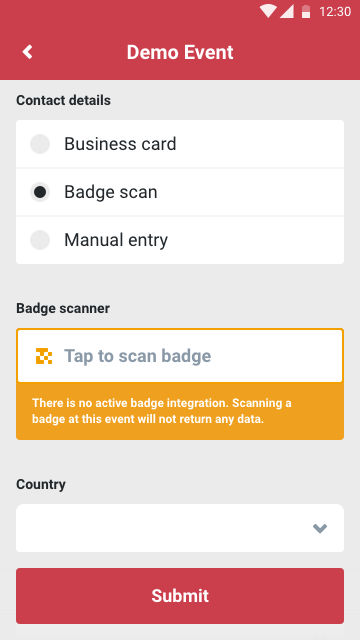 12:30
Demo Event
Contact details
Business card
Badge scan
Manual entry
Badge scanner
Tap to scan badge
There is no active badge integration. Scanning a
badge at this event will not return any data.
Country
Submit